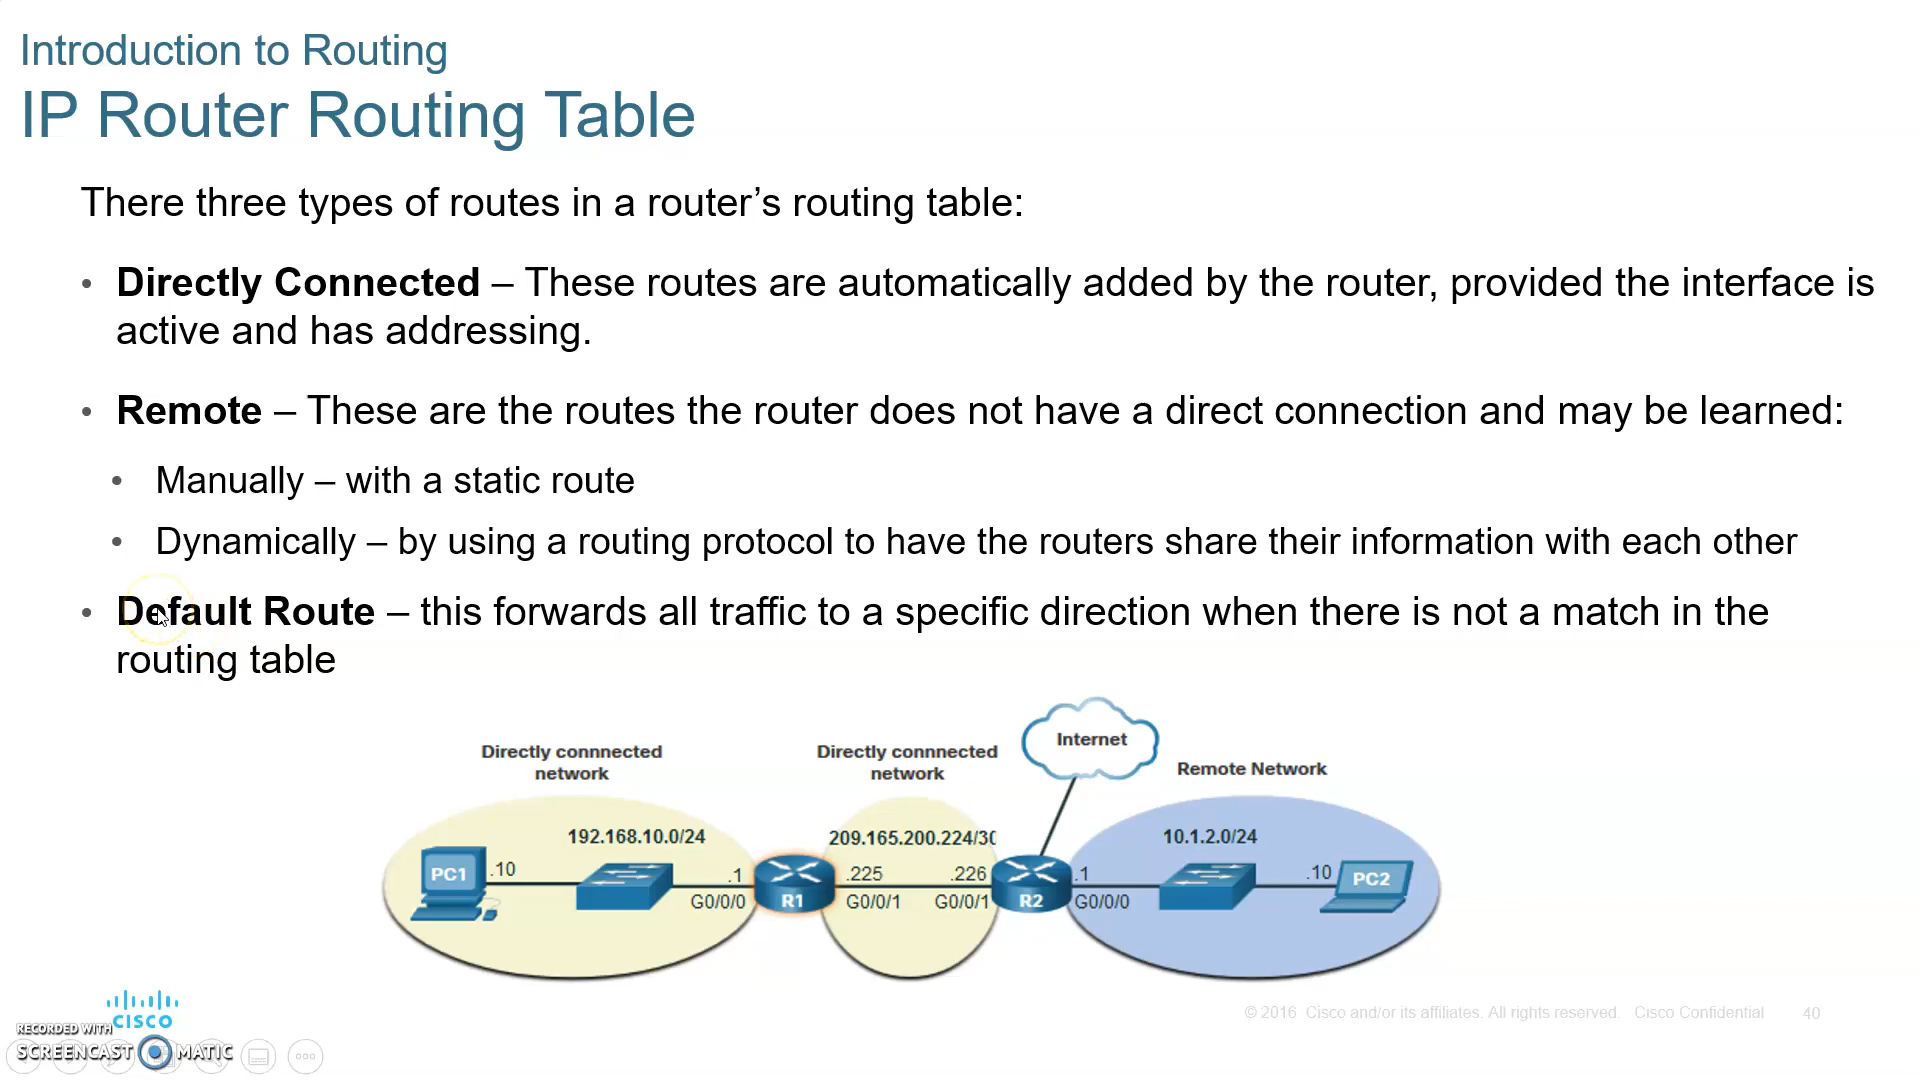 Introduction to Routing
IP Router Routing Table
There three types of routes in a router’s routing table:
• Directly Connected – These routes are automatically added by the router, provided the interface is
active and has addressing.
• Remote – These are the routes the router does not have a direct connection and may be learned:
• Manually – with a static route
• Dynamically – by using a routing protocol to have the routers share their information with each other
• Default Route – this forwards all traffic to a specific direction when there is not a match in the
routing table
Internet
Directly connnected
network
Directly connnected
network
Remote Network
192.168.10.0/24
209.165.200.224/30
10.1.2.0/24
PC1 .10 .1 R1 .225 .226 R2 .1 .10 PC2
G0/0/0 G0/0/1 G0/0/1 G0/0/0
CISCO
© 2016 Cisco and/or its affiliates. All rights reserved. Cisco Confidential 40
RECORDED WITH
SCREENCAST MATIC